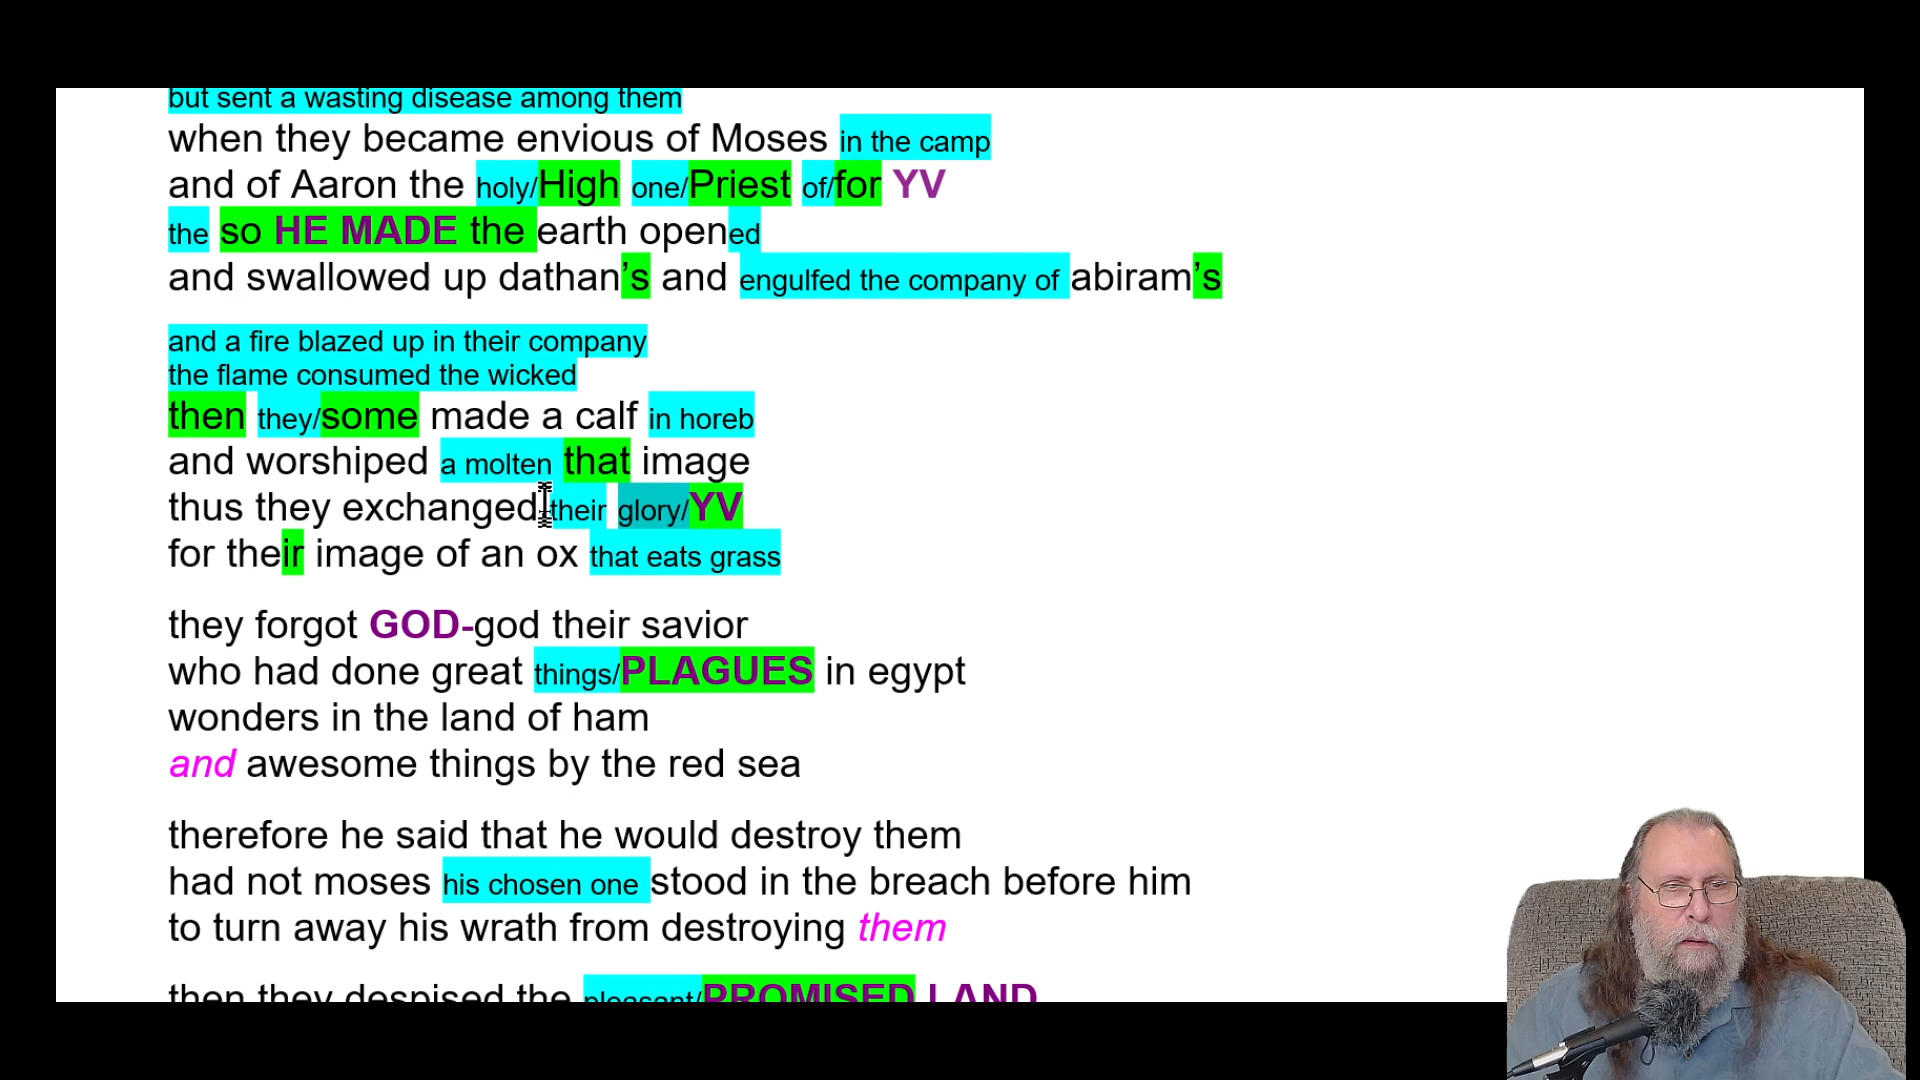 but sent a wasting disease among them
when they became envious of Moses in the camp
and of Aaron the holy/High one/Priest of/for YV
the so HE MADE the earth opened
and swallowed up dathan's and engulfed the company of abiram's
and a fire blazed up in their company
the flame consumed the wicked
then they/some made a calf in horeb
and worshiped a molten that image
thus they exchanged their glory/YV
for their image of an ox that eats grass
they forgot GOD-god their savior
who had done great things/PLAGUES in egypt
wonders in the land of ham
and awesome things by the red sea
therefore he said that he would destroy them
had not moses his chosen one stood in the breach before him
to turn away his wrath from destroying them
then they despised the pleasant/PROMISED LAND